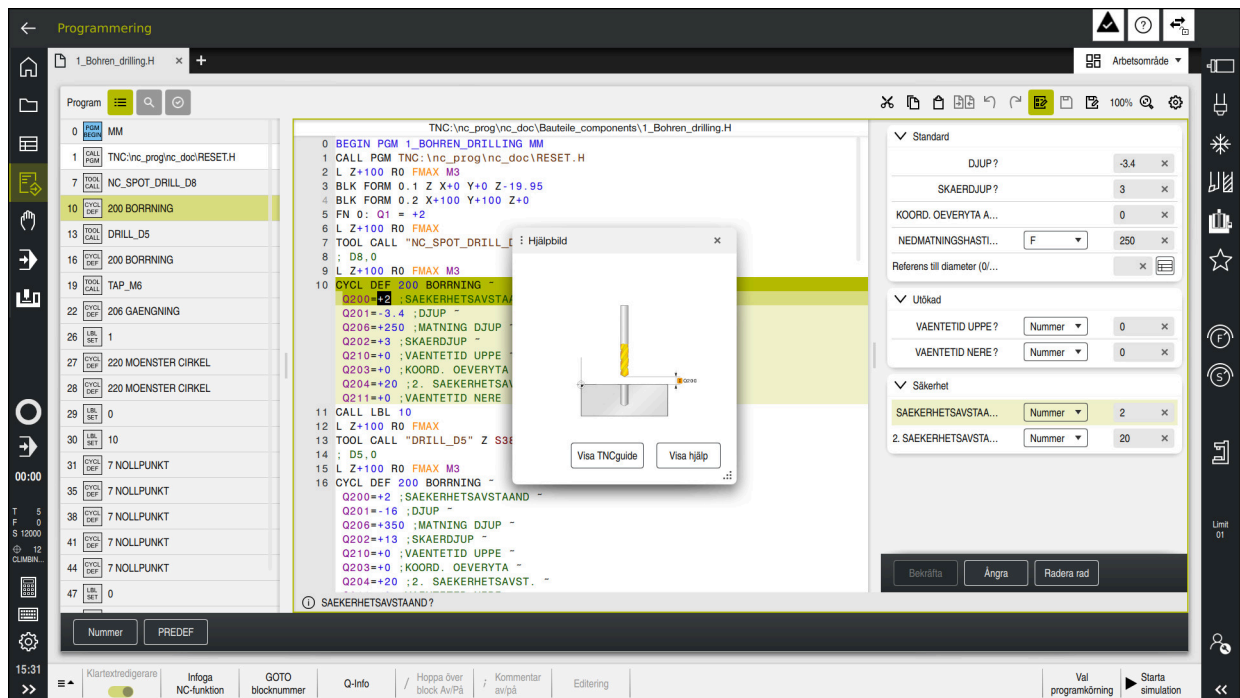 Programmering
1_Bohren_drilling.H
Arbetsområde
Program
100%
0 PGM BEGIN MM
1 CALL PGM TNC:\nc_prog\nc_doc\RESET.H
7 TOOL CALL NC_SPOT_DRILL_D8
10 CYCL DEF 200 BORRNING
13 TOOL CALL DRILL_D5
16 CYCL DEF 200 BORRNING
19 TOOL CALL TAP_M6
22 CYCL DEF 206 GAENGNING
26 LBL SET 1
27 CYCL DEF 220 MOENSTER CIRKEL
28 CYCL DEF 220 MOENSTER CIRKEL
29 LBL SET 0
30 LBL SET 10
31 CYCL DEF 7 NOLLPUNKT
35 CYCL DEF 7 NOLLPUNKT
38 CYCL DEF 7 NOLLPUNKT
41 CYCL DEF 7 NOLLPUNKT
44 CYCL DEF 7 NOLLPUNKT
47 LBL SET 0
TNC:\nc_prog\nc_doc\Bauteile_components\1_Bohren_drilling.H
0 BEGIN PGM 1_BOHREN_DRILLING MM
1 CALL PGM TNC:\nc_prog\nc_doc\RESET.H
2 L Z+100 R0 FMAX M3
3 BLK FORM 0.1 Z X+0 Y+0 Z-19.95
4 BLK FORM 0.2 X+100 Y+100 Z+0
5 FN 0: Q1 = +2
6 L Z+100 R0 FMAX
7 TOOL CALL "NC_SPOT_DRILL_
8 ; D8,0
9 L Z+100 R0 FMAX M3
10 CYCL DEF 200 BORRNING ~
Q200=+2 ;SAEKERHETSAVSTAA
Q201=-3.4 ;DJUP ~
Q206=+250 ;MATNING DJUP ~
Q202=+3 ;SKAERDJUP ~
Q210=+0 ;VAENTETID UPPE ~
Q203=+0 ;KOORD. OEVERYTA
Q204=+20 ;2. SAEKERHETSAV
Q211=+0 ;VAENTETID NERE
11 CALL LBL 10
12 L Z+100 R0 FMAX
13 TOOL CALL "DRILL_D5" Z S38
14 ; D5,0
15 L Z+100 R0 FMAX M3
16 CYCL DEF 200 BORRNING ~
Q200=+2 ;SAEKERHETSAVSTAAND ~
Q201=-16 ;DJUP ~
Q206=+350 ;MATNING DJUP ~
Q202=+13 ;SKAERDJUP ~
Q210=+0 ;VAENTETID UPPE ~
Q203=+0 ;KOORD. OEVERYTA ~
Q204=+20 ;2. SAEKERHETSAVST. ~
SAEKERHETSAVSTAAND?
Hjälpbild
Q200
Visa TNCguide
Visa hjälp
Standard
DJUP? -3.4
SKAERDJUP? 3
KOORD. OEVERYTA A... 0
NEDMATNINGSHASTI... F 250
Referens till diameter (0/...
Utökad
VAENTETID UPPE? Nummer 0
VAENTETID NERE? Nummer 0
Säkerhet
SAEKERHETSAVSTAA... Nummer 2
2. SAEKERHETSAVSTA... Nummer 20
Bekräfta
Ångra
Radera rad
Nummer
PREDEF
00:00
T 5
F 0
S 12000
12
CLIMBIN...
15:31
F
S
Limit
01
Klartextredigerare
Infoga
NC-funktion
GOTO
blocknummer
Q-Info
/ Hoppa över
block Av/På
; Kommentar
av/på
Editering
Val
programkörning
Starta
simulation